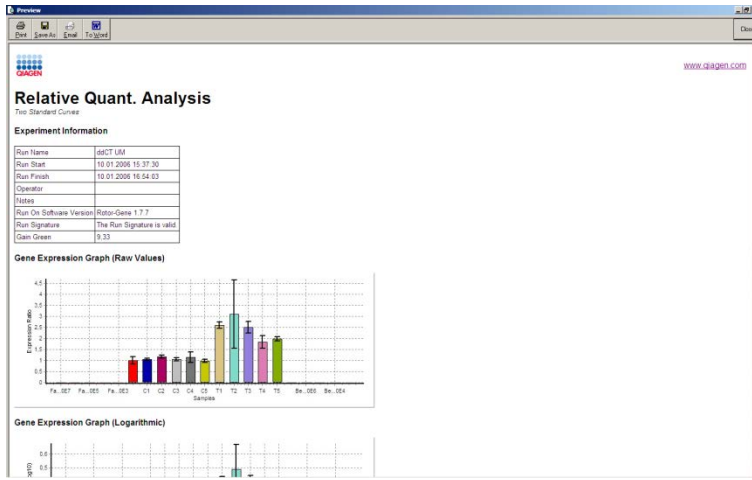 Preview
Print Save As Email To Word
Clos
QIAGEN
www.qiagen.com
Relative Quant. Analysis
Two Standard Curves
Experiment Information
Run Name ddCT UM
Run Start 10.01.2006 15:37:30
Run Finish 10.01.2006 16:54:03
Operator
Notes
Run On Software Version Rotor-Gene 1.7.7
Run Signature The Run Signature is valid.
Gain Green 9,33
Gene Expression Graph (Raw Values)
4,5
4
3,5
3
2,5
2
1,5
1
0,5
0
Expression Ratio
Fa...0E7 Fa...0E5 Fa...0E3 C1 C2 C3 C4 C5 T1 T2 T3 T4 T5 Be...0E6 Be...0E4
Samples
Gene Expression Graph (Logarithmic)
0.6
0.5
og10)